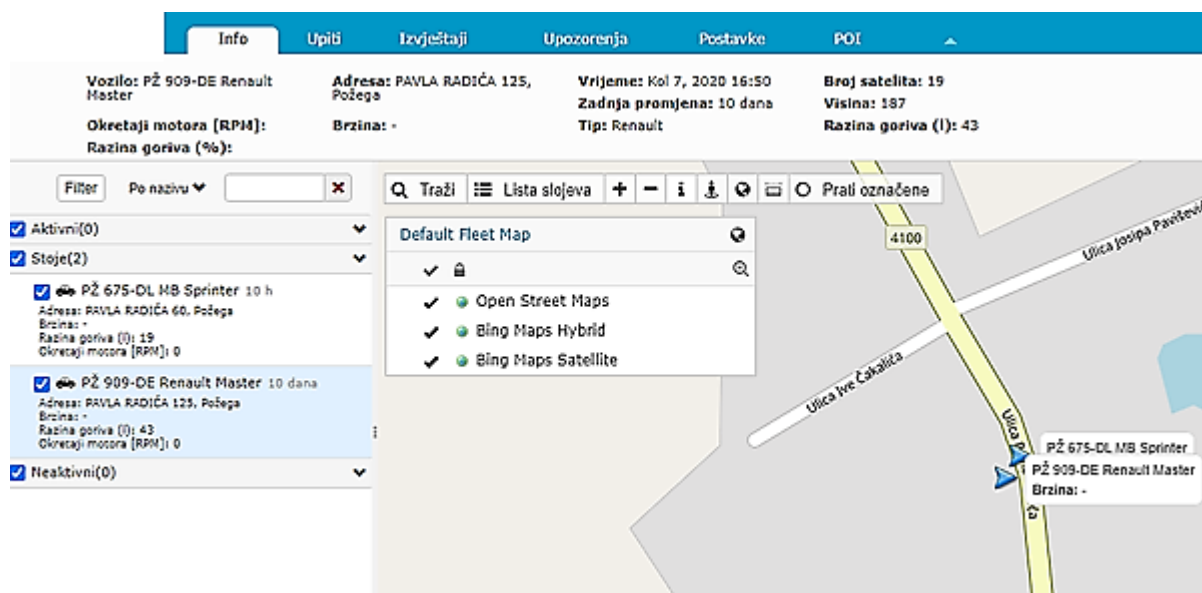 Info Upiti Izvještaji Upozorenja Postavke POI
Vozilo: PŽ 909-DE Renault Master
Adresa: PAVLA RADIĆA 125, Požega
Vrijeme: Kol 7, 2020 16:50
Broj satelita: 19
Zadnja promjena: 10 dana
Visina: 187
Okretaji motora [RPM]:
Brzina: -
Tip: Renault
Razina goriva (l): 43
Razina goriva (%):
Filter Po nazivu
Traži Lista slojeva Prati označene
Aktivni(0)
Stoje(2)
PŽ 675-DL MB Sprinter 10 h
Adresa: PAVLA RADIĆA 60, Požega
Brzina: -
Razina goriva (l): 19
Okretaji motora [RPM]: 0
PŽ 909-DE Renault Master 10 dana
Adresa: PAVLA RADIĆA 125, Požega
Brzina: -
Razina goriva (l): 43
Okretaji motora [RPM]: 0
Neaktivni(0)
Default Fleet Map
Open Street Maps
Bing Maps Hybrid
Bing Maps Satellite
4100
Ulica Josipa
Ulica Ive Čakalića
Ulica
PŽ 675-DL MB Sprinter
PŽ 909-DE Renault Master
Brzina: -